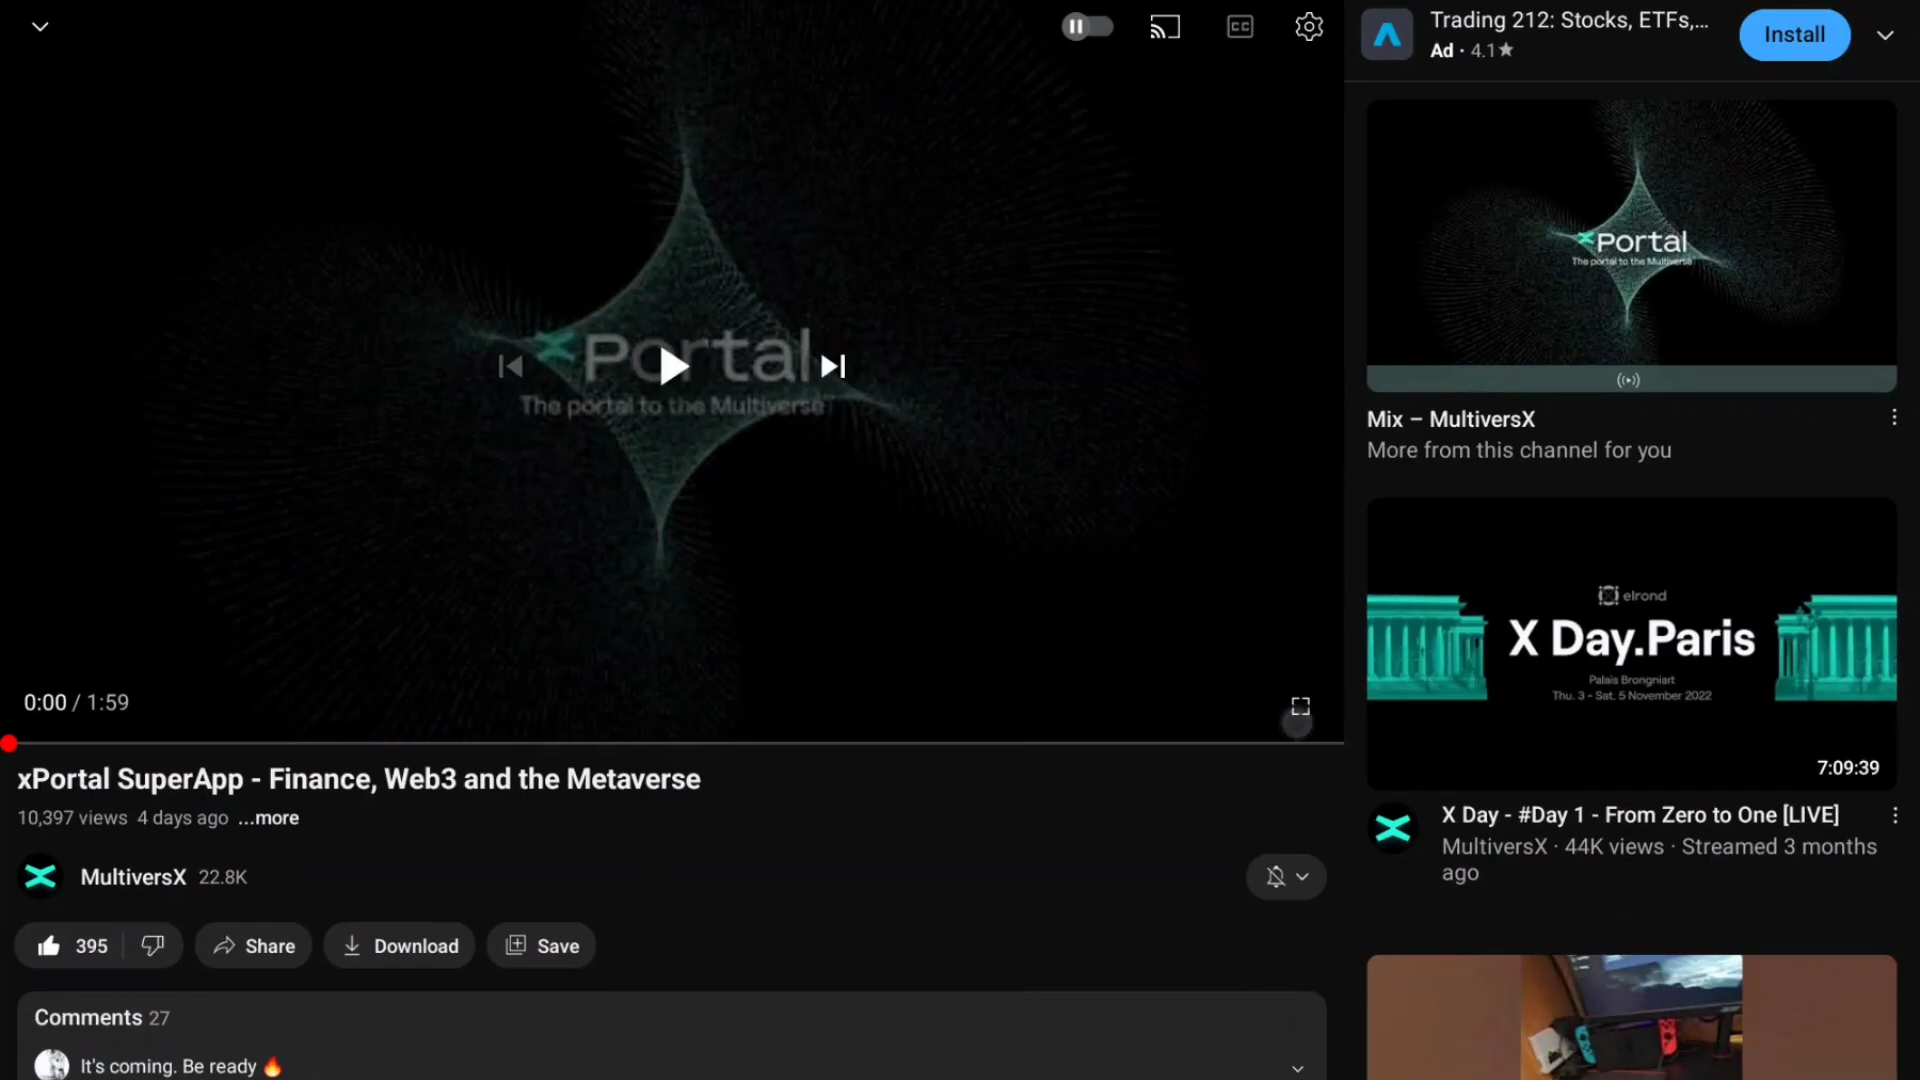 Portal
The portal to the Multiverse
0:00 / 1:59
xPortal SuperApp - Finance, Web3 and the Metaverse
10,397 views 4 days ago ...more
MultiversX 22.8K
395
Share
Download
Save
Comments 27
It's coming. Be ready 🔥
CC
Trading 212: Stocks, ETFs,...
Ad · 4.1★
Install
Portal
The portal to the Multiverse
Mix – MultiversX
More from this channel for you
elrond
X Day.Paris
Palais Brongniart
Thu. 3 - Sat. 5 November 2022
7:09:39
X Day - #Day 1 - From Zero to One [LIVE]
MultiversX · 44K views · Streamed 3 months
ago